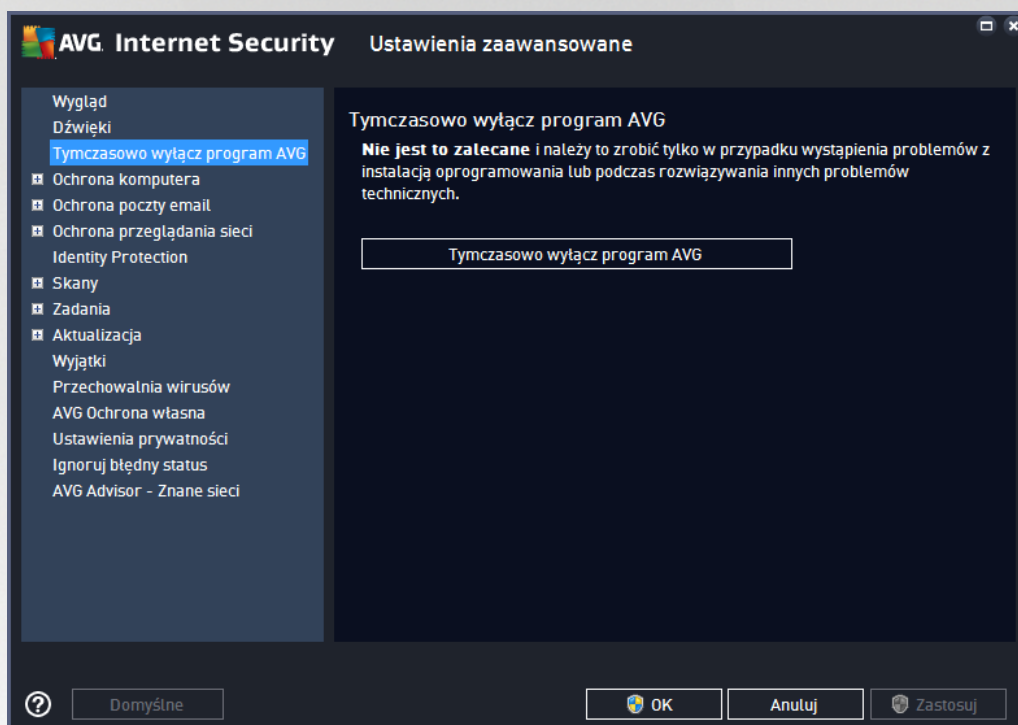 AVG. Internet Security Ustawienia zaawansowane
Wygląd
Dźwięki
Tymczasowo wyłącz program AVG
Ochrona komputera
Ochrona poczty email
Ochrona przeglądania sieci
Identity Protection
Skany
Zadania
Aktualizacja
Wyjątki
Przechowalnia wirusów
AVG Ochrona własna
Ustawienia prywatności
Ignoruj błędny status
AVG Advisor - Znane sieci
Tymczasowo wyłącz program AVG
Nie jest to zalecane i należy to zrobić tylko w przypadku wystąpienia problemów z
instalacją oprogramowania lub podczas rozwiązywania innych problemów
technicznych.
Tymczasowo wyłącz program AVG
Domyślne
OK
Anuluj
Zastosuj